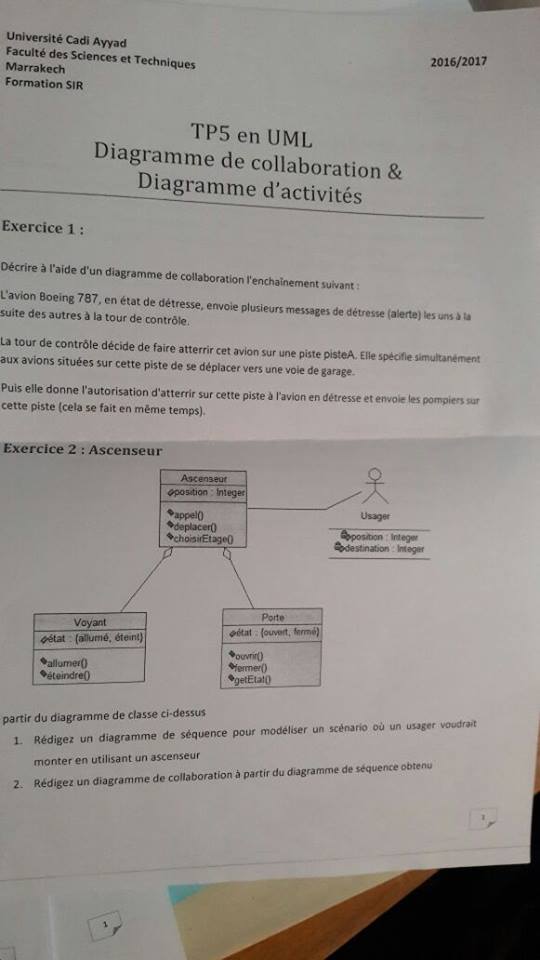 Université Cadi Ayyad
Faculté des Sciences et Techniques
Marrakech
Formation SIR
2016/2017
TP5 en UML
Diagramme de collaboration &
Diagramme d'activités
Exercice 1 :
Décrire à l'aide d'un diagramme de collaboration l'enchaînement suivant :
L'avion Boeing 787, en état de détresse, envoie plusieurs messages de détresse (alerte) les uns à la
suite des autres à la tour de contrôle.
La tour de contrôle décide de faire atterrir cet avion sur une piste pisteA. Elle spécifie simultanément
aux avions situées sur cette piste de se déplacer vers une voie de garage.
Puis elle donne l'autorisation d'atterrir sur cette piste à l'avion en détresse et envoie les pompiers sur
cette piste (cela se fait en même temps).
Exercice 2 : Ascenseur
Ascenseur
position : Integer
appel()
deplacer()
choisirEtage()
Usager
position : Integer
destination : Integer
Voyant
état : (allumé, éteint)
allumer()
éteindre()
Porte
état : (ouvert, fermé)
ouvrir()
fermer()
getEtat()
partir du diagramme de classe ci-dessus
1. Rédigez un diagramme de séquence pour modéliser un scénario où un usager voudrait
monter en utilisant un ascenseur
2. Rédigez un diagramme de collaboration à partir du diagramme de séquence obtenu
1
1